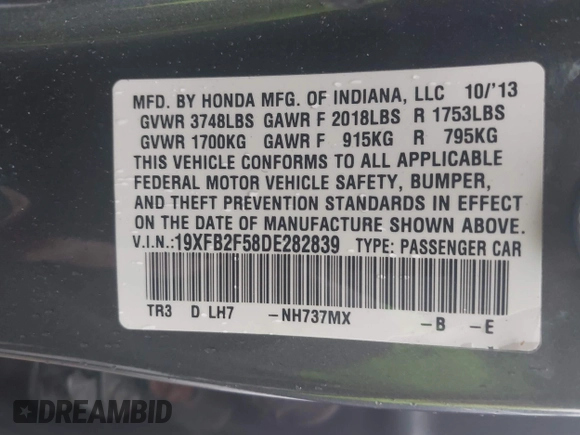 MFD. BY HONDA MFG. OF INDIANA, LLC 10/'13
GVWR 3748LBS GAWR F 2018LBS R 1753LBS
GVWR 1700KG GAWR F 915KG R 795KG
THIS VEHICLE CONFORMS TO ALL APPLICABLE
FEDERAL MOTOR VEHICLE SAFETY, BUMPER,
AND THEFT PREVENTION STANDARDS IN EFFECT
ON THE DATE OF MANUFACTURE SHOWN ABOVE.
V.I.N.:19XFB2F58DE282839 TYPE: PASSENGER CAR
TR3 D LH7 -NH737MX -B -E
DREAMBID